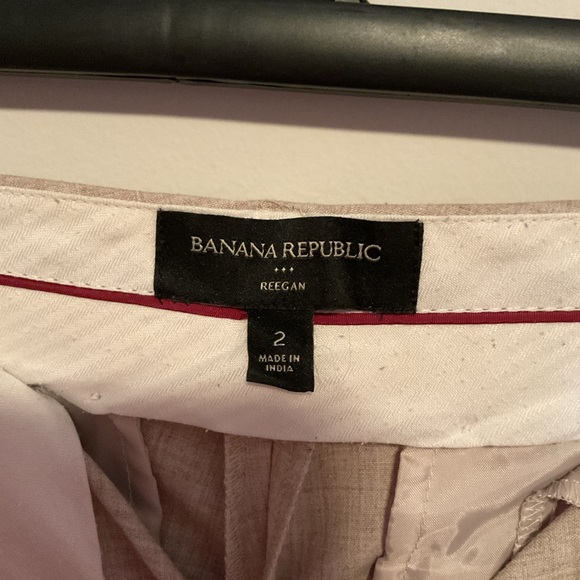 BANANA REPUBLIC
REEGAN
2
MADE IN
INDIA